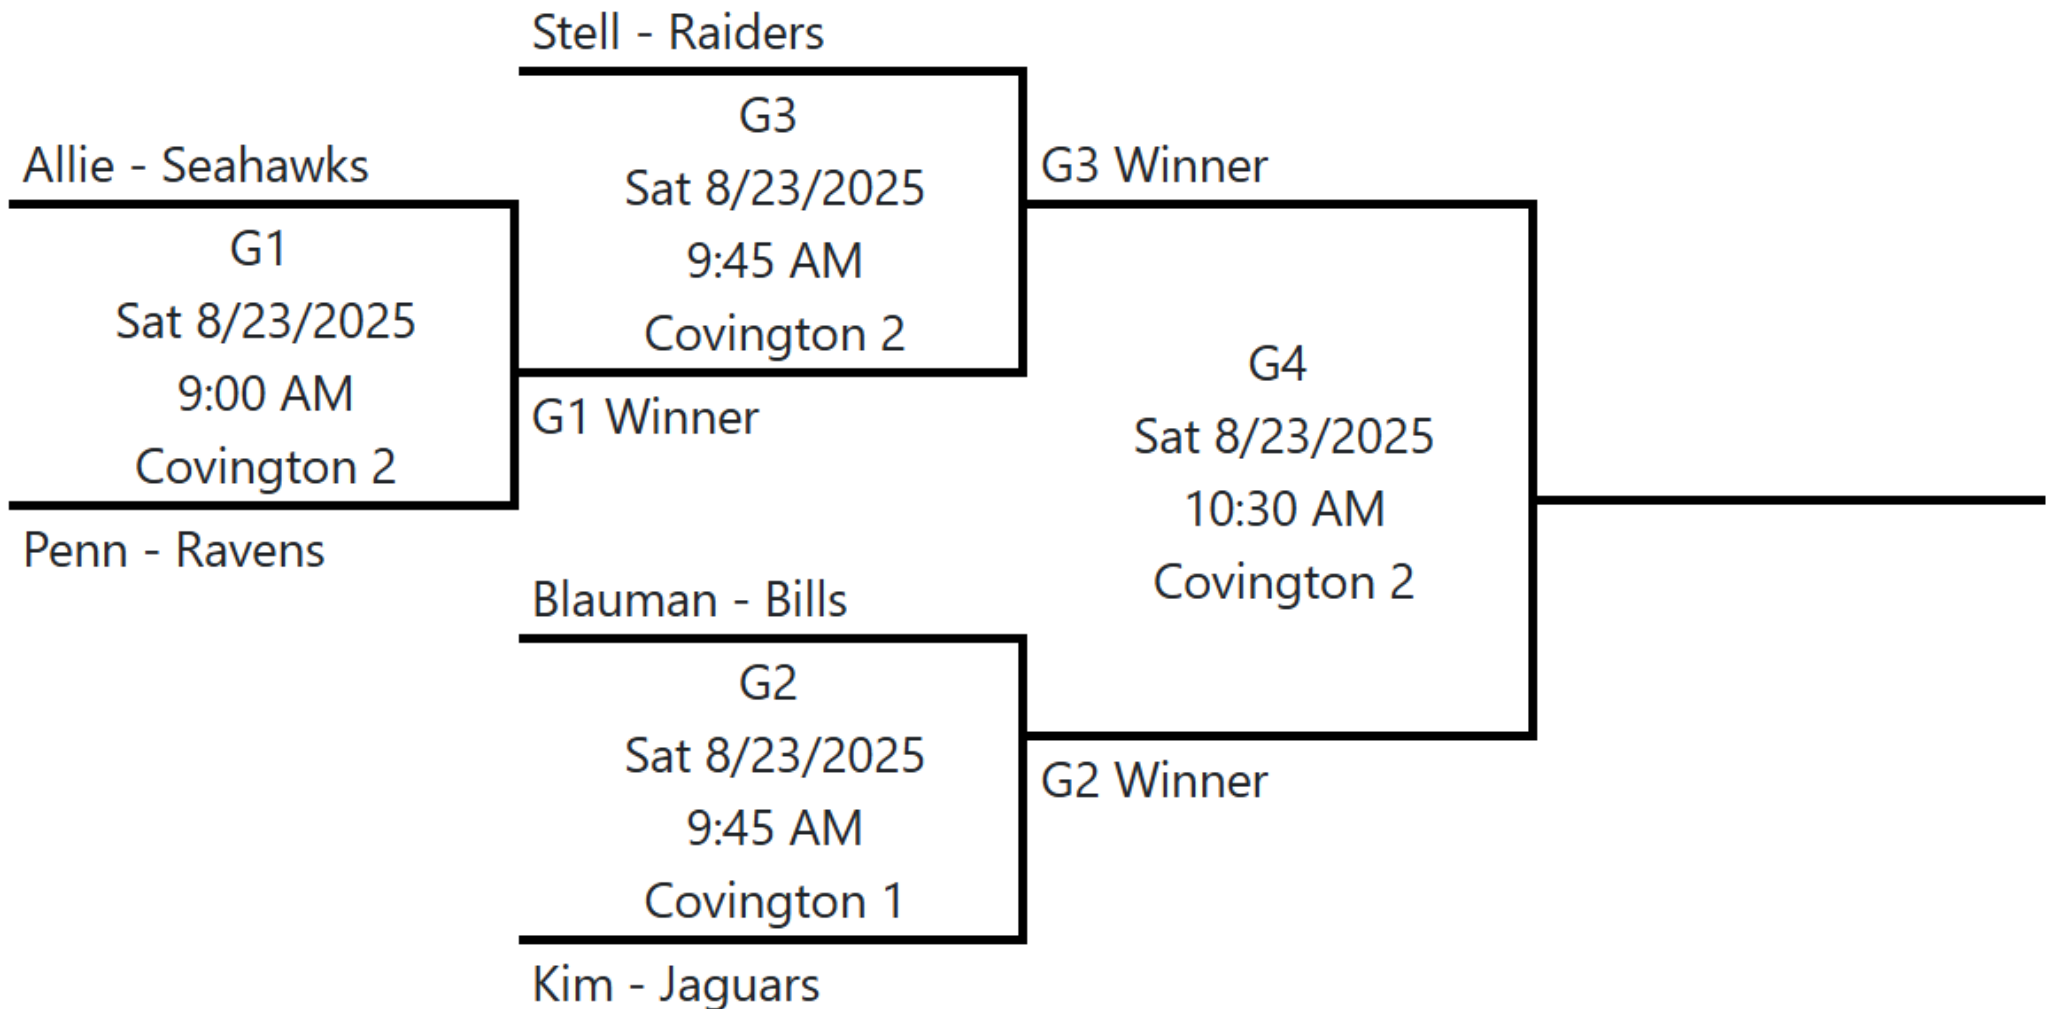 Stell - Raiders
G3
Sat 8/23/2025
9:45 AM
Covington 2
G1 Winner
Allie - Seahawks
G1
Sat 8/23/2025
9:00 AM
Covington 2
Penn - Ravens
Blauman - Bills
G2
Sat 8/23/2025
9:45 AM
Covington 1
Kim - Jaguars
G3 Winner
G4
Sat 8/23/2025
10:30 AM
Covington 2
G2 Winner